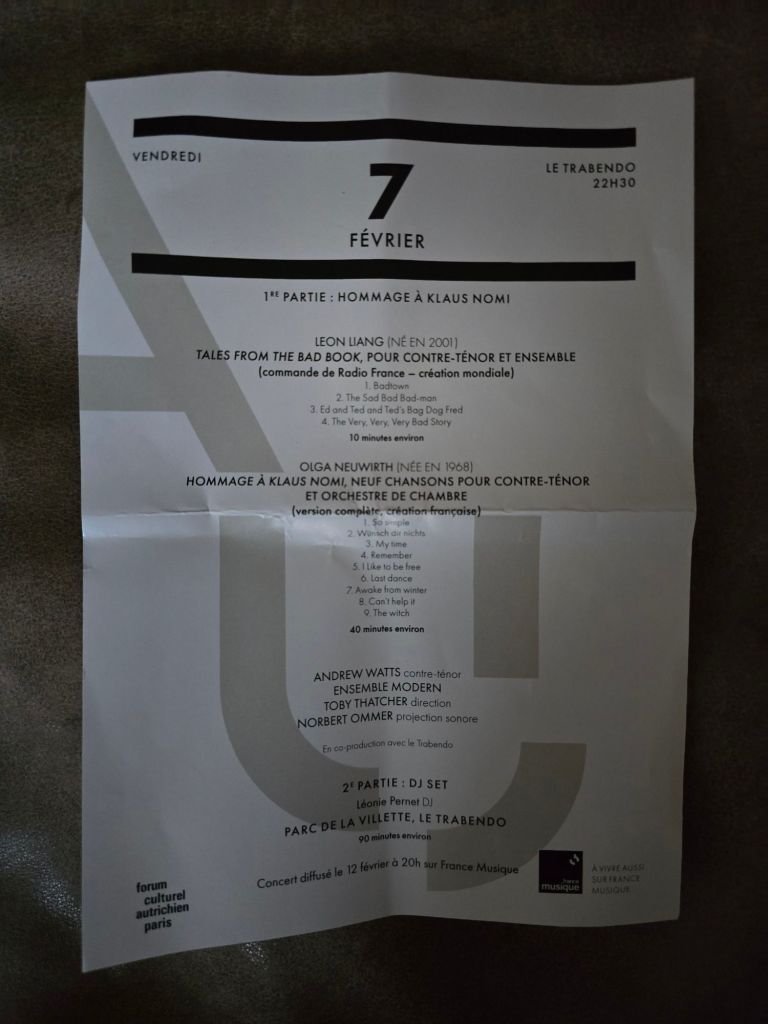 VENDREDI
7
FÉVRIER
LE TRABENDO
22H30
1RE PARTIE : HOMMAGE À KLAUS NOMI
LEON LIANG (NÉ EN 2001)
TALES FROM THE BAD BOOK, POUR CONTRE-TÉNOR ET ENSEMBLE
(commande de Radio France – création mondiale)
1. Badtown
2. The Sad Bad Bad-man
3. Ed and Ted and Ted's Bag Dog Fred
4. The Very, Very, Very Bad Story
10 minutes environ
OLGA NEUWIRTH (NÉE EN 1968)
HOMMAGE À KLAUS NOMI, NEUF CHANSONS POUR CONTRE-TÉNOR
ET ORCHESTRE DE CHAMBRE
(version complète, création française)
1. So simple
2. Wünsch dir nichts
3. My time
4. Remember
5. I Like to be free
6. Last dance
7. Awake from winter
8. Can't help it
9. The witch
40 minutes environ
ANDREW WATTS contre-ténor
ENSEMBLE MODERN
TOBY THATCHER direction
NORBERT OMMER projection sonore
En co-production avec le Trabendo
2E PARTIE : DJ SET
Léonie Pernet DJ
PARC DE LA VILLETTE, LE TRABENDO
90 minutes environ
Concert diffusé le 12 février à 20h sur France Musique
forum
culturel
autrichien
paris
france
musique
À VIVRE AUSSI
SUR FRANCE
MUSIQUE